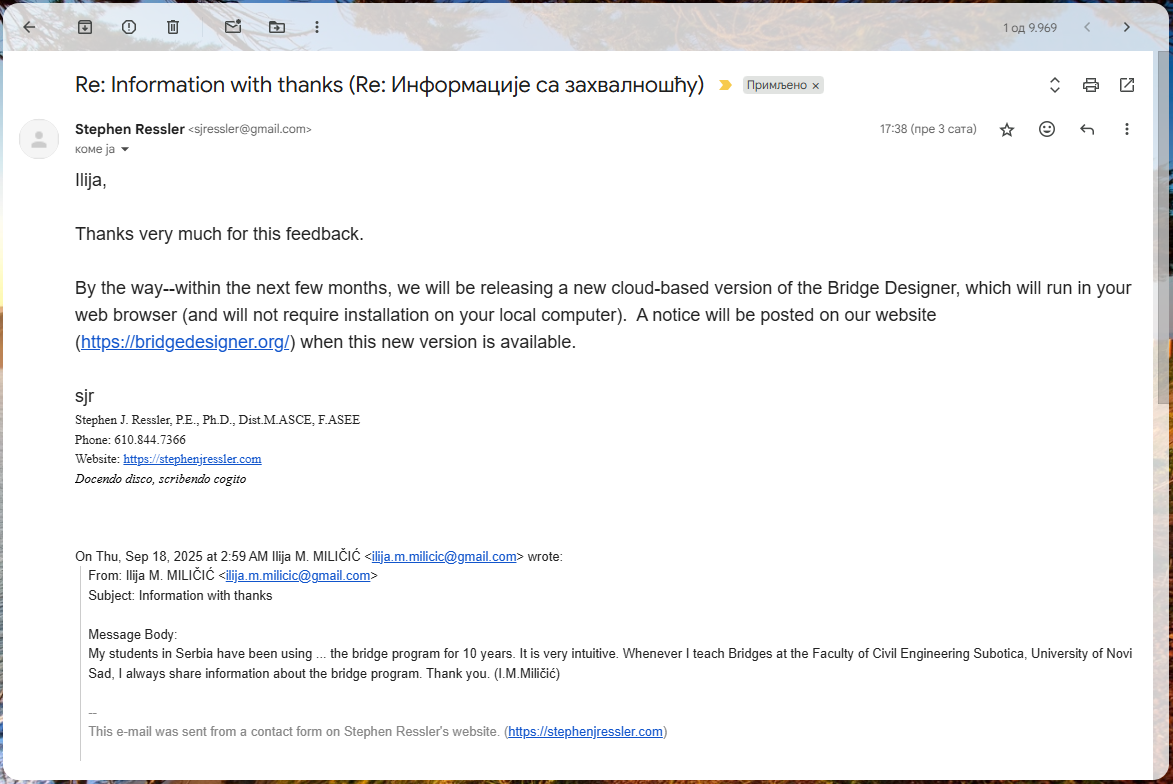 1 од 9.969
Re: Information with thanks (Re: Информације са захвалношћу)
Примљено ×
Stephen Ressler <sjressler@gmail.com>
17:38 (пре 3 сата)
коме ја
Ilija,
Thanks very much for this feedback.
By the way--within the next few months, we will be releasing a new cloud-based version of the Bridge Designer, which will run in your
web browser (and will not require installation on your local computer).  A notice will be posted on our website
(https://bridgedesigner.org/) when this new version is available.
sjr
Stephen J. Ressler, P.E., Ph.D., Dist.M.ASCE, F.ASEE
Phone: 610.844.7366
Website: https://stephenjressler.com
Docendo disco, scribendo cogito
On Thu, Sep 18, 2025 at 2:59 AM Ilija M. MILIČIĆ <ilija.m.milicic@gmail.com> wrote:
From: Ilija M. MILIČIĆ <ilija.m.milicic@gmail.com>
Subject: Information with thanks
Message Body:
My students in Serbia have been using ... the bridge program for 10 years. It is very intuitive. Whenever I teach Bridges at the Faculty of Civil Engineering Subotica, University of Novi
Sad, I always share information about the bridge program. Thank you. (I.M.Miličić)
--
This e-mail was sent from a contact form on Stephen Ressler's website. (https://stephenjressler.com)